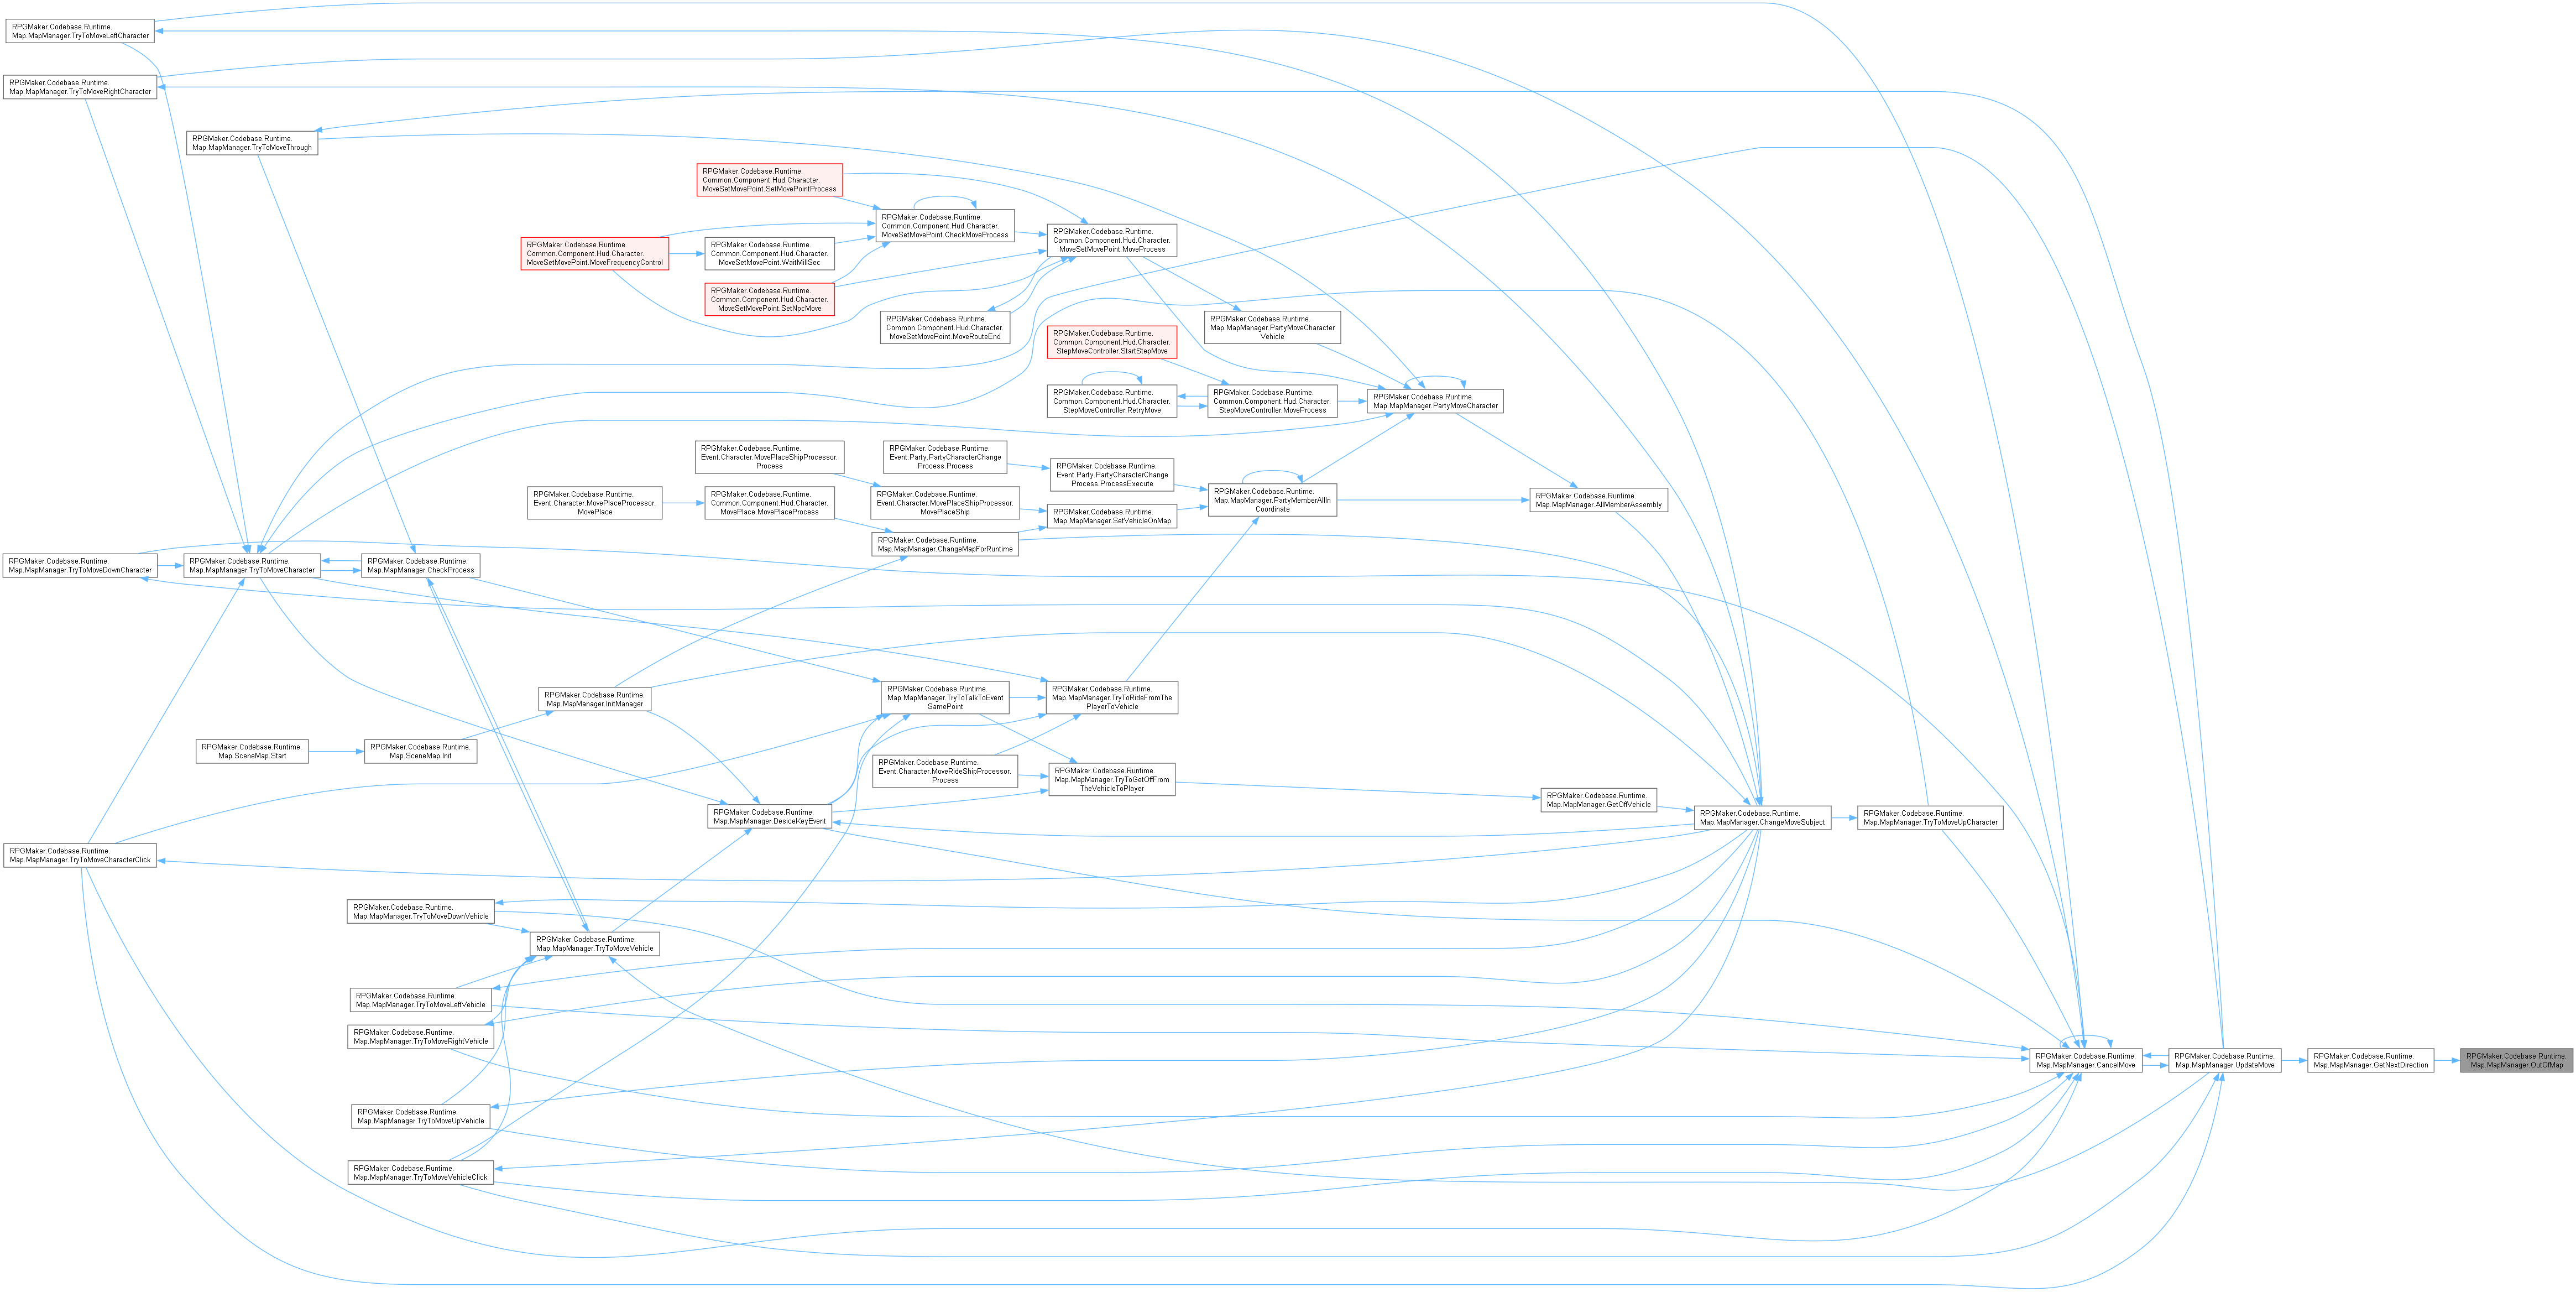 RPGMaker.Codebase.Runtime.
Map.MapManager.TryToMoveLeftCharacter
RPGMaker.Codebase.Runtime.
Map.MapManager.TryToMoveRightCharacter
RPGMaker.Codebase.Runtime.
Map.MapManager.TryToMoveThrough
RPGMaker.Codebase.Runtime.
Common.Component.Hud.Character.
MoveSetMovePoint.SetMovePointProcess
RPGMaker.Codebase.Runtime.
Common.Component.Hud.Character.
MoveSetMovePoint.CheckMoveProcess
RPGMaker.Codebase.Runtime.
Common.Component.Hud.Character.
MoveSetMovePoint.MoveProcess
RPGMaker.Codebase.Runtime.
Common.Component.Hud.Character.
MoveSetMovePoint.MoveFrequencyControl
RPGMaker.Codebase.Runtime.
Common.Component.Hud.Character.
MoveSetMovePoint.WaitMillSec
RPGMaker.Codebase.Runtime.
Common.Component.Hud.Character.
MoveSetMovePoint.SetNpcMove
RPGMaker.Codebase.Runtime.
Common.Component.Hud.Character.
MoveSetMovePoint.MoveRouteEnd
RPGMaker.Codebase.Runtime.
Map.MapManager.PartyMoveCharacter
Vehicle
RPGMaker.Codebase.Runtime.
Common.Component.Hud.Character.
StepMoveController.StartStepMove
RPGMaker.Codebase.Runtime.
Common.Component.Hud.Character.
StepMoveController.RetryMove
RPGMaker.Codebase.Runtime.
Common.Component.Hud.Character.
StepMoveController.MoveProcess
RPGMaker.Codebase.Runtime.
Map.MapManager.PartyMoveCharacter
RPGMaker.Codebase.Runtime.
Event.Character.MovePlaceShipProcessor.
Process
RPGMaker.Codebase.Runtime.
Event.Party.PartyCharacterChange
Process.Process
RPGMaker.Codebase.Runtime.
Event.Party.PartyCharacterChange
Process.ProcessExecute
RPGMaker.Codebase.Runtime.
Event.Character.MovePlaceProcessor.
MovePlace
RPGMaker.Codebase.Runtime.
Common.Component.Hud.Character.
MovePlace.MovePlaceProcess
RPGMaker.Codebase.Runtime.
Event.Character.MovePlaceShipProcessor.
MovePlaceShip
RPGMaker.Codebase.Runtime.
Map.MapManager.SetVehicleOnMap
RPGMaker.Codebase.Runtime.
Map.MapManager.PartyMemberAllIn
Coordinate
RPGMaker.Codebase.Runtime.
Map.MapManager.AllMemberAssembly
RPGMaker.Codebase.Runtime.
Map.MapManager.ChangeMapForRuntime
RPGMaker.Codebase.Runtime.
Map.MapManager.TryToMoveDownCharacter
RPGMaker.Codebase.Runtime.
Map.MapManager.TryToMoveCharacter
RPGMaker.Codebase.Runtime.
Map.MapManager.CheckProcess
RPGMaker.Codebase.Runtime.
Map.MapManager.InitManager
RPGMaker.Codebase.Runtime.
Map.MapManager.TryToTalkToEvent
SamePoint
RPGMaker.Codebase.Runtime.
Map.MapManager.TryToRideFromThe
PlayerToVehicle
RPGMaker.Codebase.Runtime.
Map.SceneMap.Start
RPGMaker.Codebase.Runtime.
Map.SceneMap.Init
RPGMaker.Codebase.Runtime.
Event.Character.MoveRideShipProcessor.
Process
RPGMaker.Codebase.Runtime.
Map.MapManager.TryToGetOffFrom
TheVehicleToPlayer
RPGMaker.Codebase.Runtime.
Map.MapManager.GetOffVehicle
RPGMaker.Codebase.Runtime.
Map.MapManager.DesiceKeyEvent
RPGMaker.Codebase.Runtime.
Map.MapManager.ChangeMoveSubject
RPGMaker.Codebase.Runtime.
Map.MapManager.TryToMoveUpCharacter
RPGMaker.Codebase.Runtime.
Map.MapManager.TryToMoveCharacterClick
RPGMaker.Codebase.Runtime.
Map.MapManager.TryToMoveDownVehicle
RPGMaker.Codebase.Runtime.
Map.MapManager.TryToMoveVehicle
RPGMaker.Codebase.Runtime.
Map.MapManager.TryToMoveLeftVehicle
RPGMaker.Codebase.Runtime.
Map.MapManager.TryToMoveRightVehicle
RPGMaker.Codebase.Runtime.
Map.MapManager.CancelMove
RPGMaker.Codebase.Runtime.
Map.MapManager.UpdateMove
RPGMaker.Codebase.Runtime.
Map.MapManager.GetNextDirection
RPGMaker.Codebase.Runtime.
Map.MapManager.OutOfMap
RPGMaker.Codebase.Runtime.
Map.MapManager.TryToMoveUpVehicle
RPGMaker.Codebase.Runtime.
Map.MapManager.TryToMoveVehicleClick